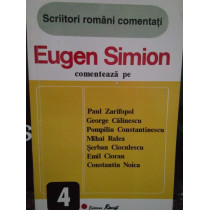 Scriitori români comentați
Eugen Simion
comentează pe
Paul Zarifopol
George Călinescu
Pompiliu Constantinescu
Mihai Ralea
Șerban Cioculescu
Emil Cioran
Constantin Noica
4
Editura